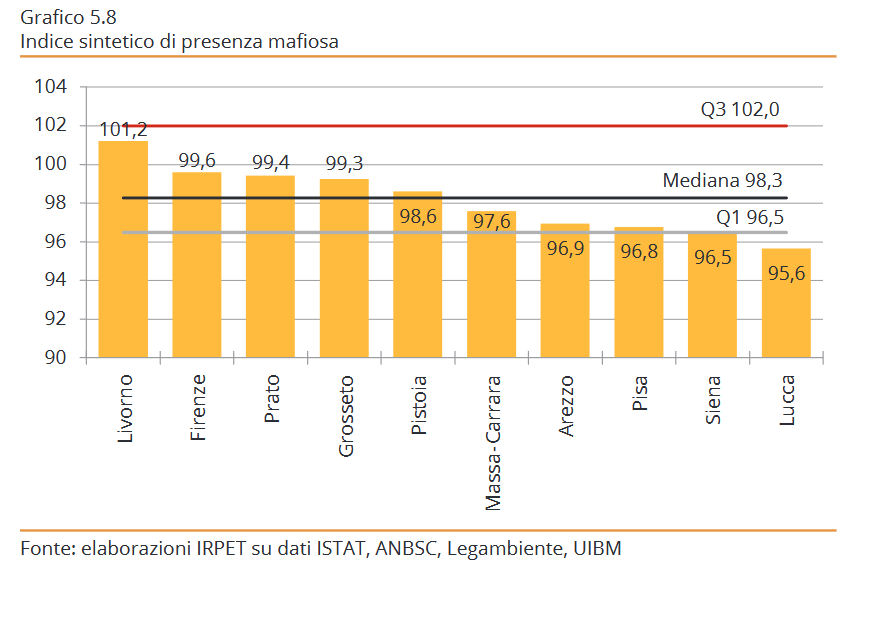 Grafico 5.8
Indice sintetico di presenza mafiosa
104
102
100
98
96
94
92
90
Q3 102,0
Mediana 98,3
Q1 96,5
101,2
99,6
99,4
99,3
98,6
97,6
96,9
96,8
96,5
95,6
Livorno
Firenze
Prato
Grosseto
Pistoia
Massa-Carrara
Arezzo
Pisa
Siena
Lucca
Fonte: elaborazioni IRPET su dati ISTAT, ANBSC, Legambiente, UIBM